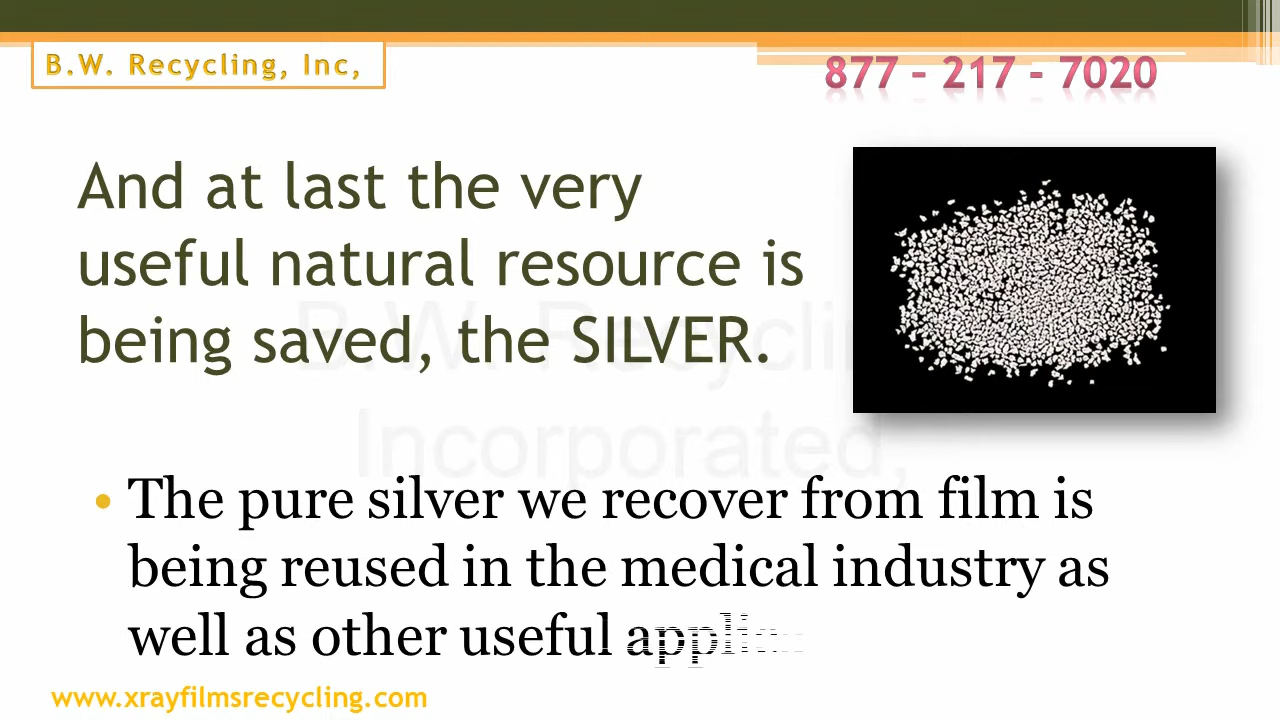 B.W. Recycling, Inc,
877 - 217 - 7020
And at last the very
useful natural resource is
being saved, the SILVER.
B.W. Recycling
Incorporated,
• The pure silver we recover from film is
being reused in the medical industry as
well as other useful
www.xrayfilmsrecycling.com